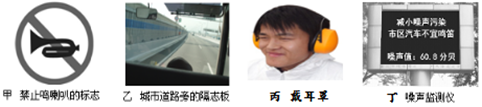 减小噪声污染
市区汽车不宜鸣笛
噪声值：60.8分贝
甲 禁止鸣喇叭的标志
乙 城市道路旁的隔志板
丙 戴耳罩
丁 噪声监测仪